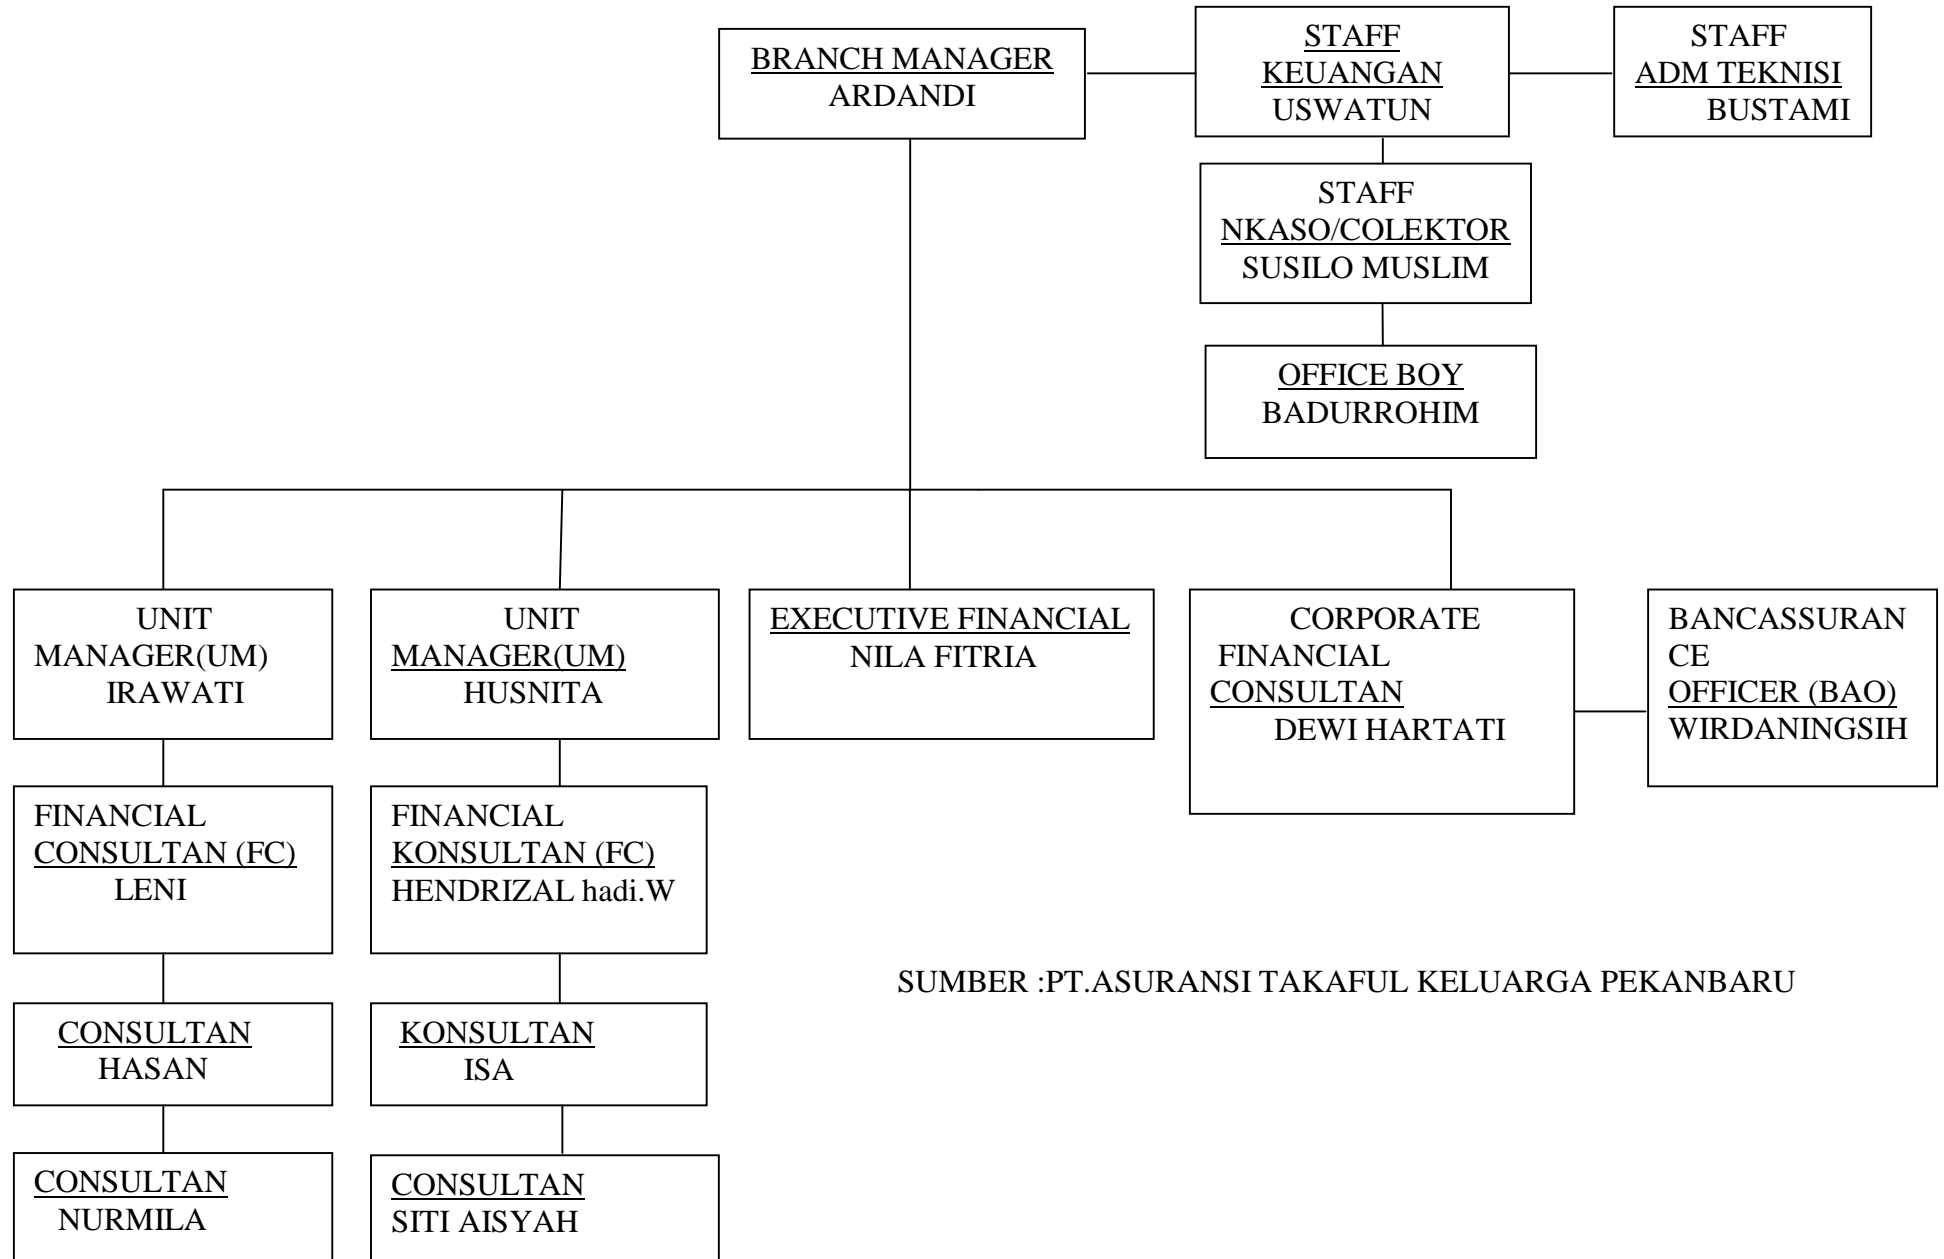 BRANCH MANAGER
ARDANDI
STAFF
KEUANGAN
USWATUN
STAFF
ADM TEKNISI
BUSTAMI
STAFF
NKASO/COLEKTOR
SUSILO MUSLIM
OFFICE BOY
BADURROHIM
UNIT
MANAGER(UM)
IRAWATI
UNIT
MANAGER(UM)
HUSNITA
EXECUTIVE FINANCIAL
NILA FITRIA
CORPORATE
FINANCIAL
CONSULTAN
DEWI HARTATI
BANCASSURAN
CE
OFFICER (BAO)
WIRDANINGSIH
FINANCIAL
CONSULTAN (FC)
LENI
FINANCIAL
KONSULTAN (FC)
HENDRIZAL hadi.W
SUMBER :PT.ASURANSI TAKAFUL KELUARGA PEKANBARU
CONSULTAN
HASAN
KONSULTAN
ISA
CONSULTAN
NURMILA
CONSULTAN
SITI AISYAH